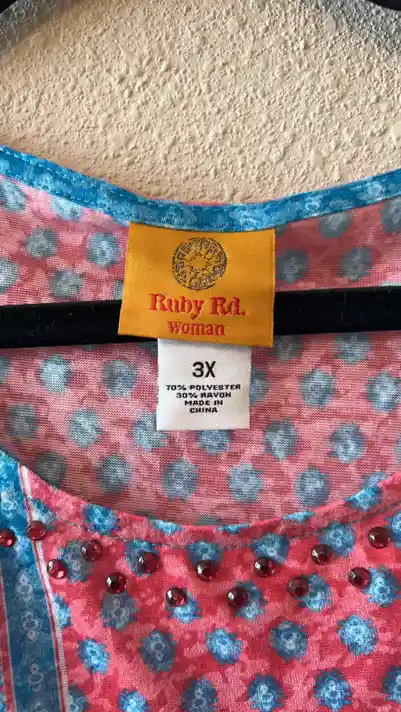 Ruby Rd.
woman
3X
70% POLYESTER
30% RAYON
MADE IN
CHINA